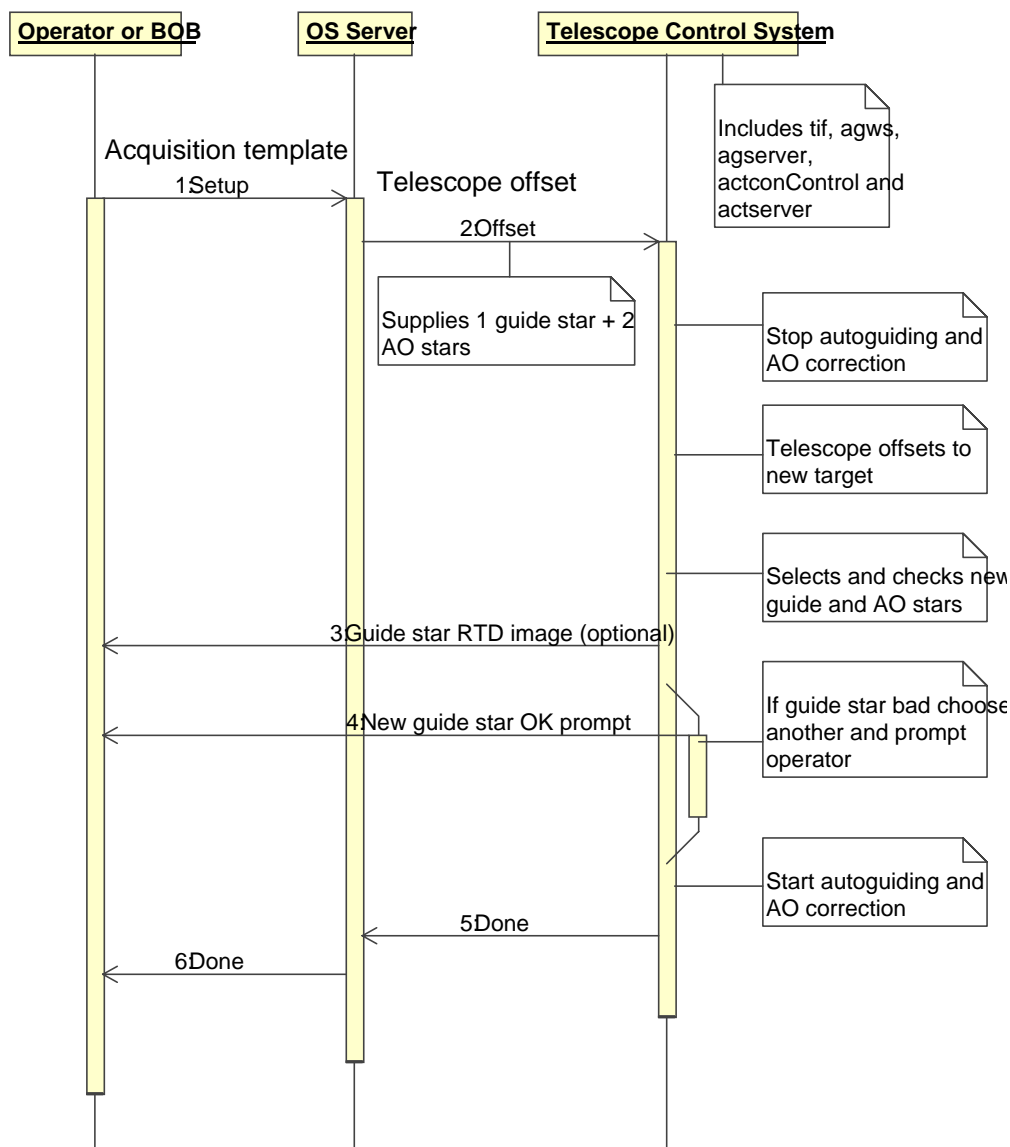 Operator or BOB
OS Server
Telescope Control System
Includes tif, agws,
agserver,
actconControl and
actserver
Acquisition template
1:Setup
Telescope offset
2:Offset
Supplies 1 guide star + 2
AO stars
Stop autoguiding and
AO correction
Telescope offsets to
new target
Selects and checks new
guide and AO stars
3:Guide star RTD image (optional)
If guide star bad choose
another and prompt
operator
4:New guide star OK prompt
Start autoguiding and
AO correction
5:Done
6:Done